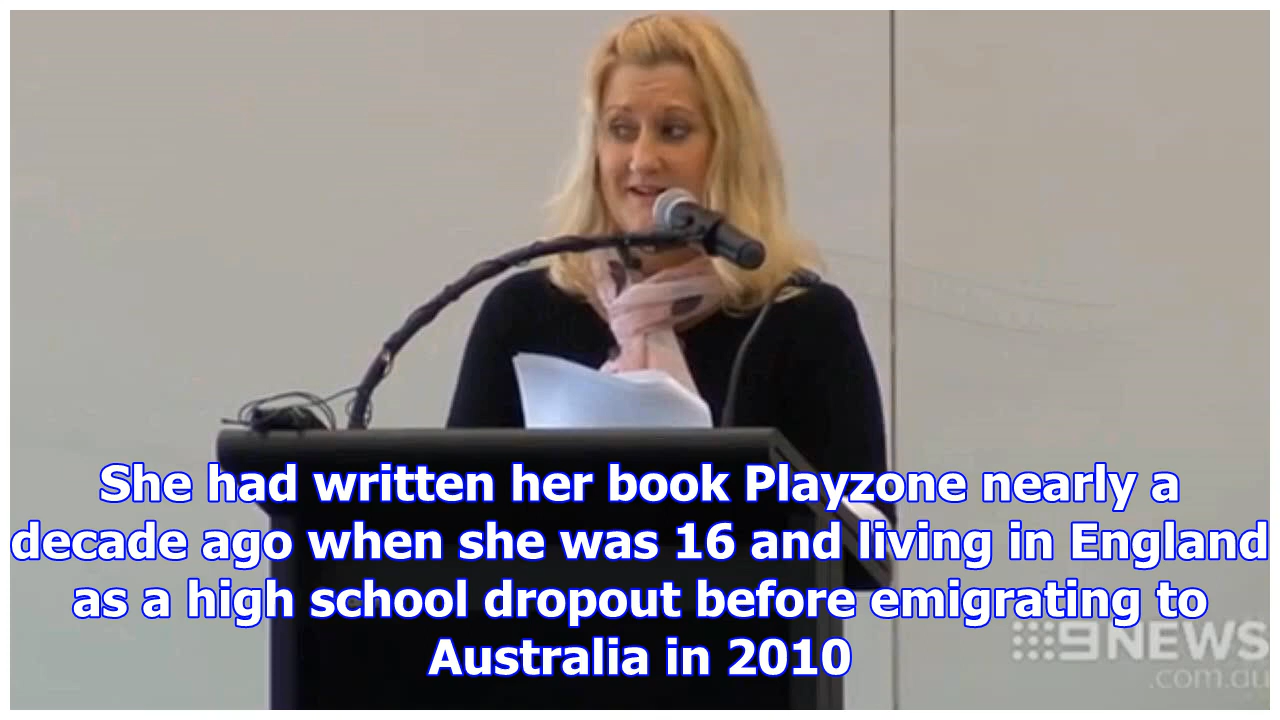 She had written her book Playzone nearly a
decade ago when she was 16 and living in England
as a high school dropout before emigrating to
Australia in 2010
9NEWS
.com.au